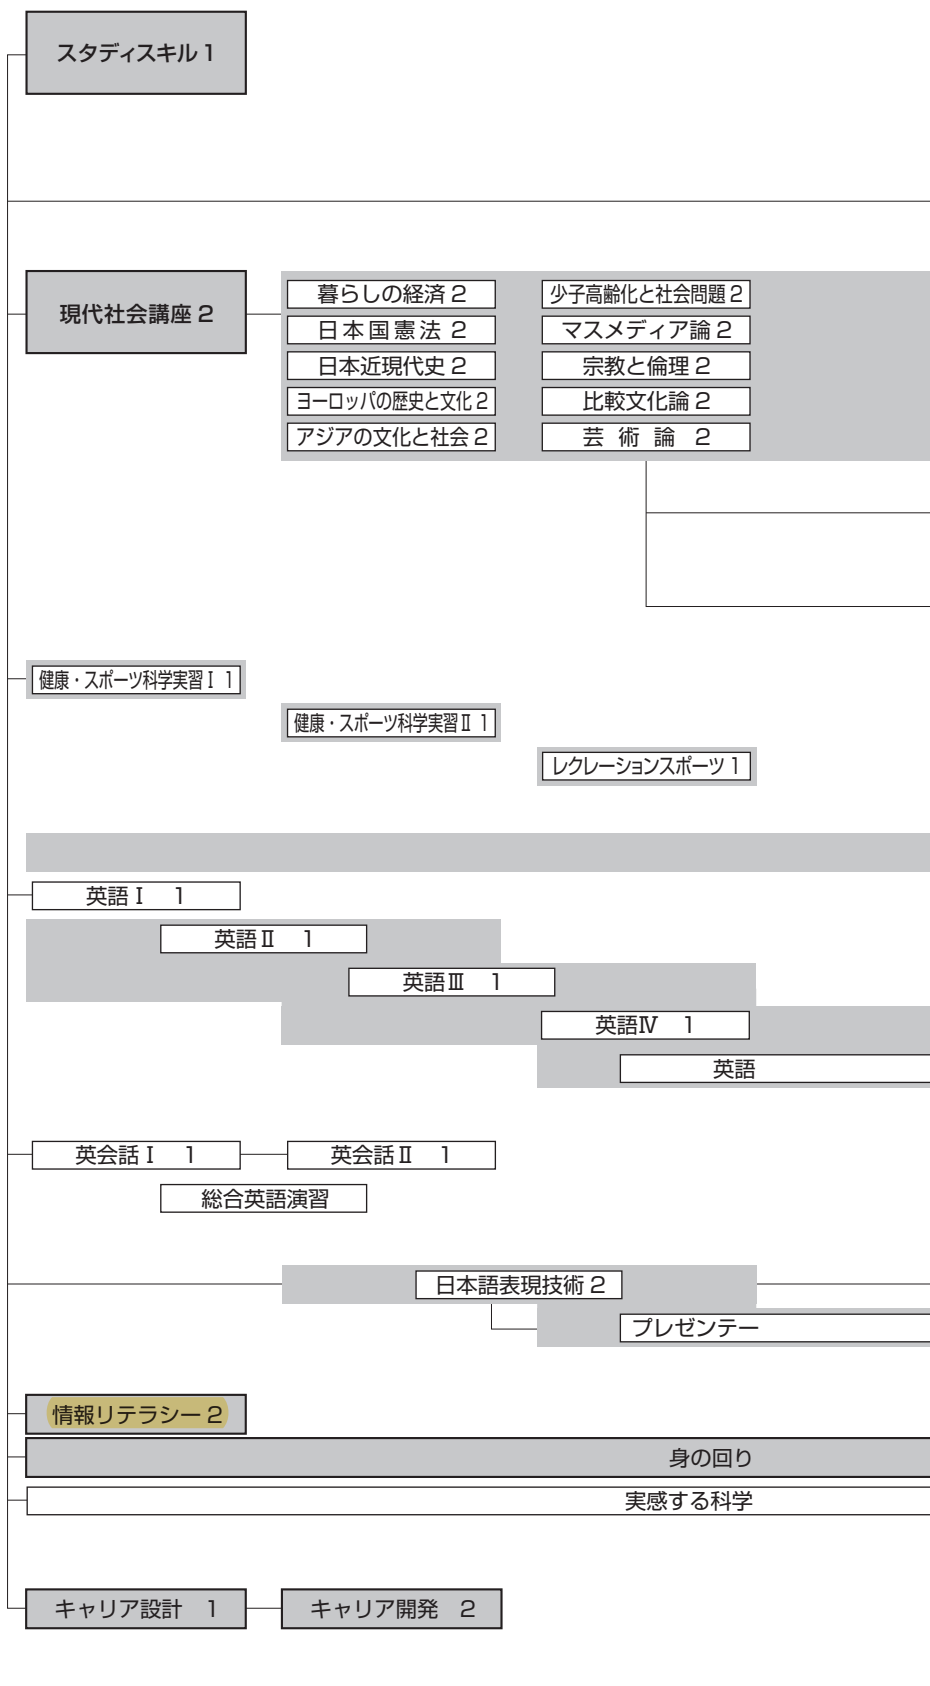 スタディスキル 1
現代社会講座 2
暮らしの経済 2
少子高齢化と社会問題 2
日本国憲法 2
マスメディア論 2
日本近現代史 2
宗教と倫理 2
ヨーロッパの歴史と文化 2
比較文化論 2
アジアの文化と社会 2
芸術論 2
健康・スポーツ科学実習Ⅰ 1
健康・スポーツ科学実習Ⅱ 1
レクレーションスポーツ 1
英語Ⅰ 1
英語Ⅱ 1
英語Ⅲ 1
英語Ⅳ 1
英語
英会話Ⅰ 1
英会話Ⅱ 1
総合英語演習
日本語表現技術 2
プレゼンテー
情報リテラシー 2
身の回り
実感する科学
キャリア設計 1
キャリア開発 2